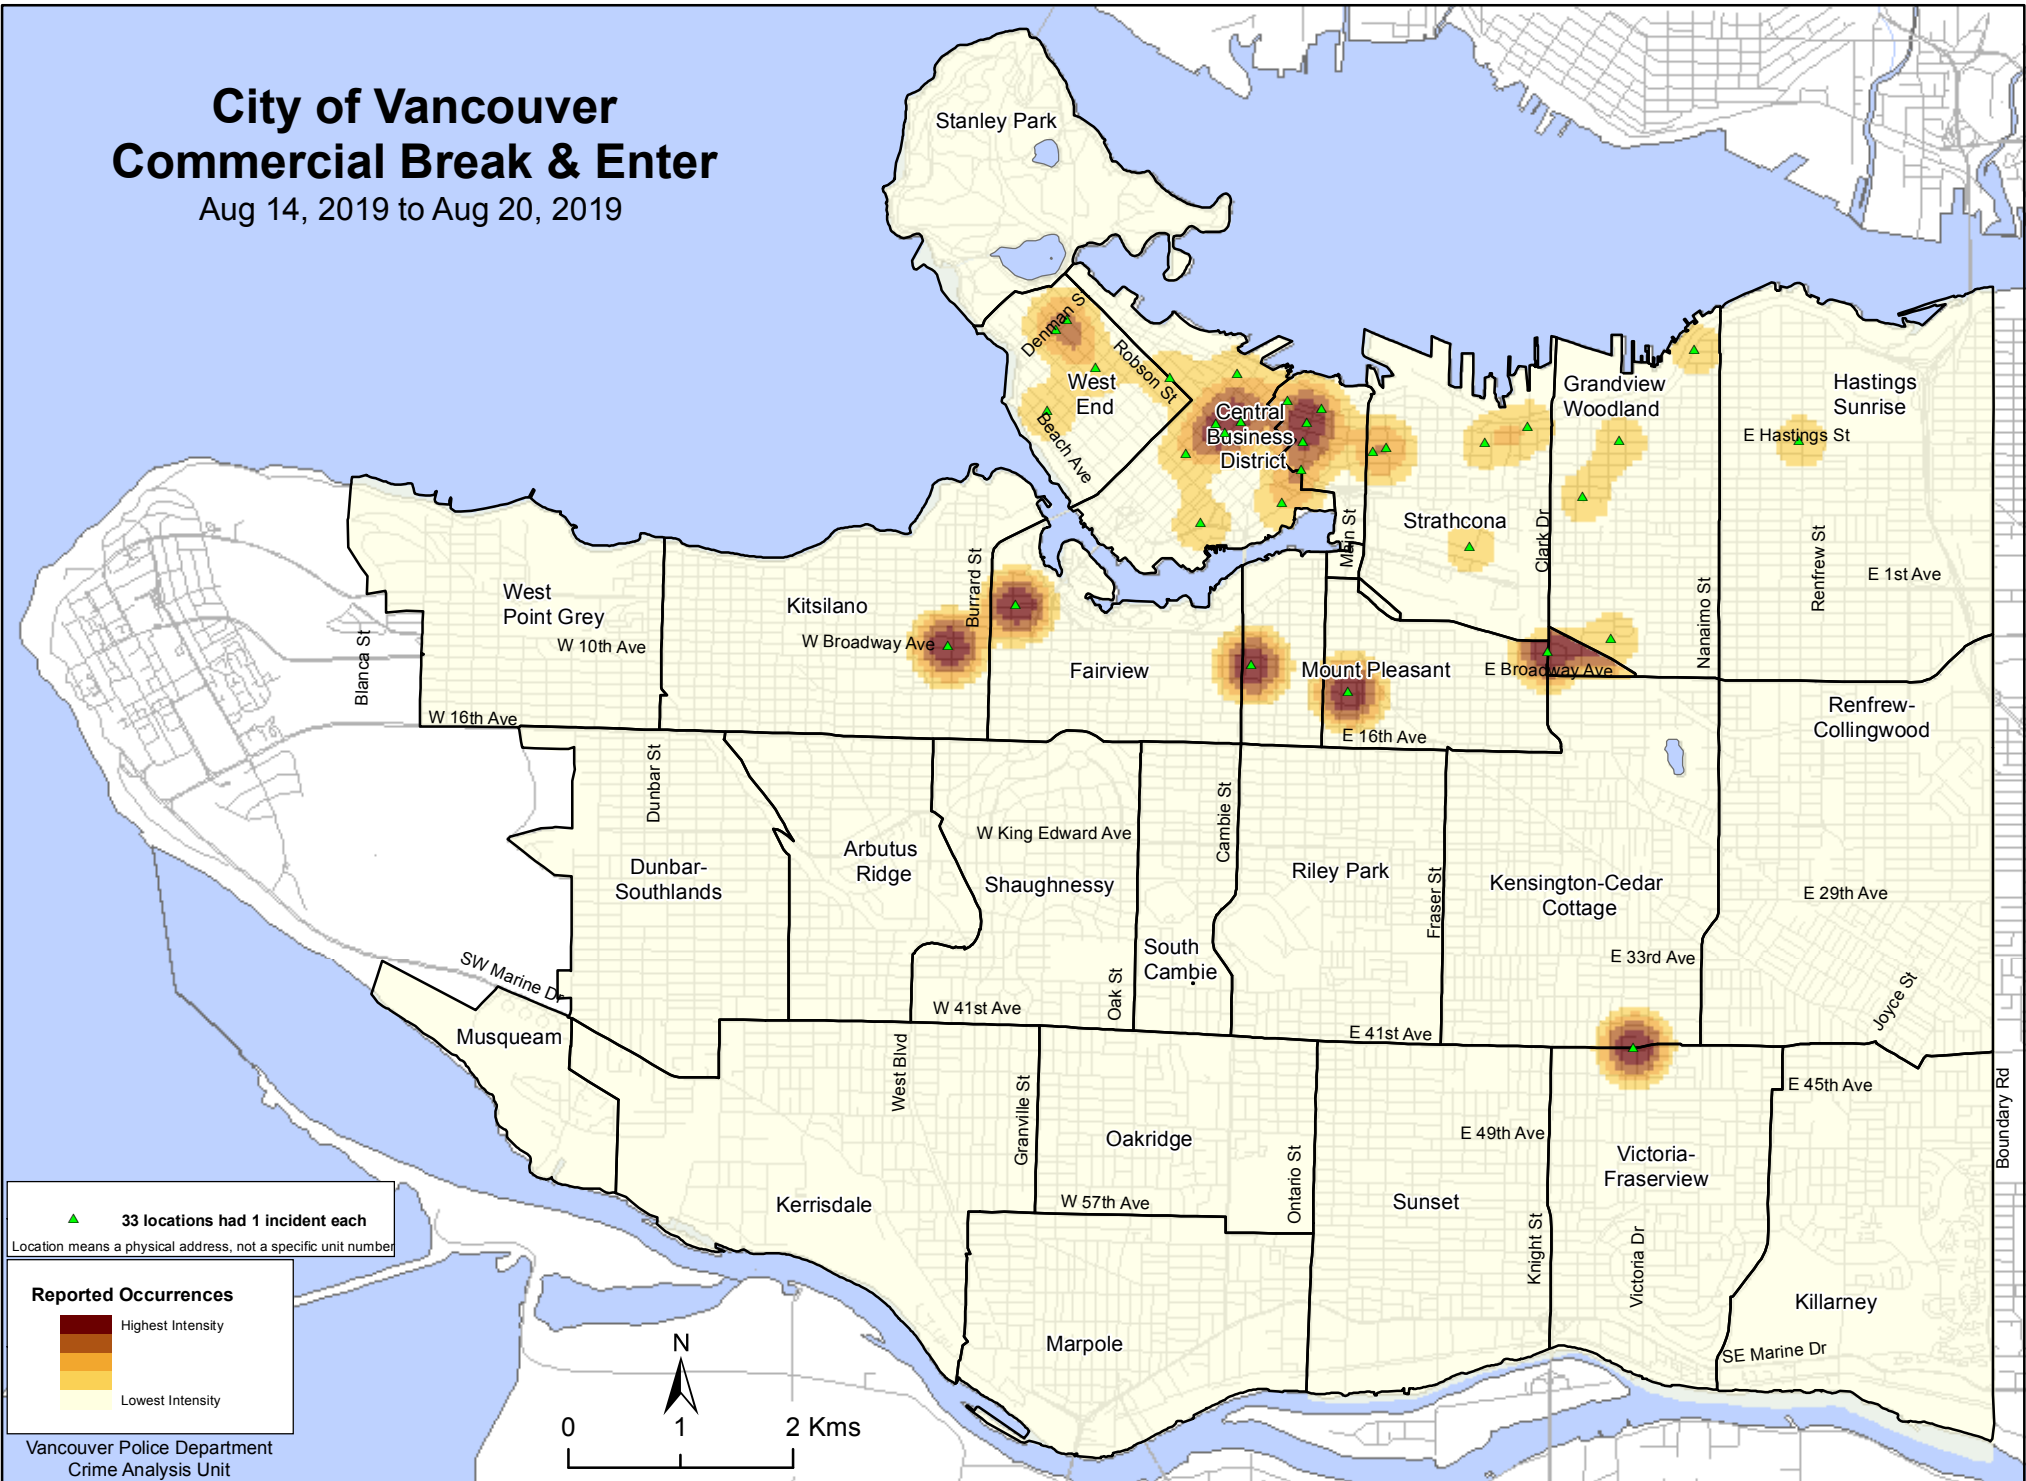 City of Vancouver
Commercial Break & Enter
Aug 14, 2019 to Aug 20, 2019
Stanley Park
Denman S
Robson St
West
End
Beach Ave
Central
Business
District
Grandview
Woodland
Hastings
Sunrise
E Hastings St
Strathcona
Main St
Clark Dr
Nanaimo St
Renfrew St
E 1st Ave
West
Point Grey
W 10th Ave
Blanca St
W 16th Ave
Kitsilano
W Broadway Ave
Burrard St
Fairview
Mount Pleasant
E Broadway Ave
E 16th Ave
Renfrew-
Collingwood
Dunbar St
Dunbar-
Southlands
Arbutus
Ridge
W King Edward Ave
Shaughnessy
Cambie St
South
Cambie
Oak St
Riley Park
Fraser St
Kensington-Cedar
Cottage
E 29th Ave
E 33rd Ave
Joyce St
SW Marine Dr
Musqueam
W 41st Ave
E 41st Ave
West Blvd
Granville St
Oakridge
E 45th Ave
E 49th Ave
Boundary Rd
Victoria-
Fraserview
Kerrisdale
W 57th Ave
Ontario St
Sunset
Knight St
Victoria Dr
Killarney
Marpole
SE Marine Dr
33 locations had 1 incident each
Location means a physical address, not a specific unit number
Reported Occurrences
Highest Intensity
Lowest Intensity
Vancouver Police Department
Crime Analysis Unit
N
0 1 2 Kms